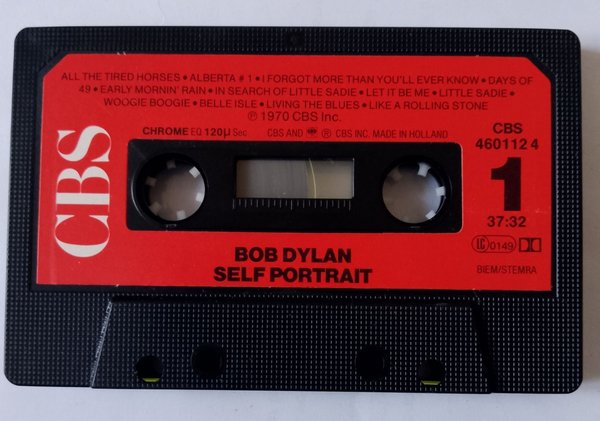 ALL THE TIRED HORSES • ALBERTA # 1 • I FORGOT MORE THAN YOU'LL EVER KNOW • DAYS OF
49 • EARLY MORNIN' RAIN • IN SEARCH OF LITTLE SADIE • LET IT BE ME • LITTLE SADIE •
WOOGIE BOOGIE • BELLE ISLE • LIVING THE BLUES • LIKE A ROLLING STONE
℗ 1970 CBS Inc.
CHROME EQ. 120µ Sec. CBS AND ® CBS INC. MADE IN HOLLAND
CBS
460112 4
1
37:32
CBS
LC 0149
BIEM/STEMRA
BOB DYLAN
SELF PORTRAIT